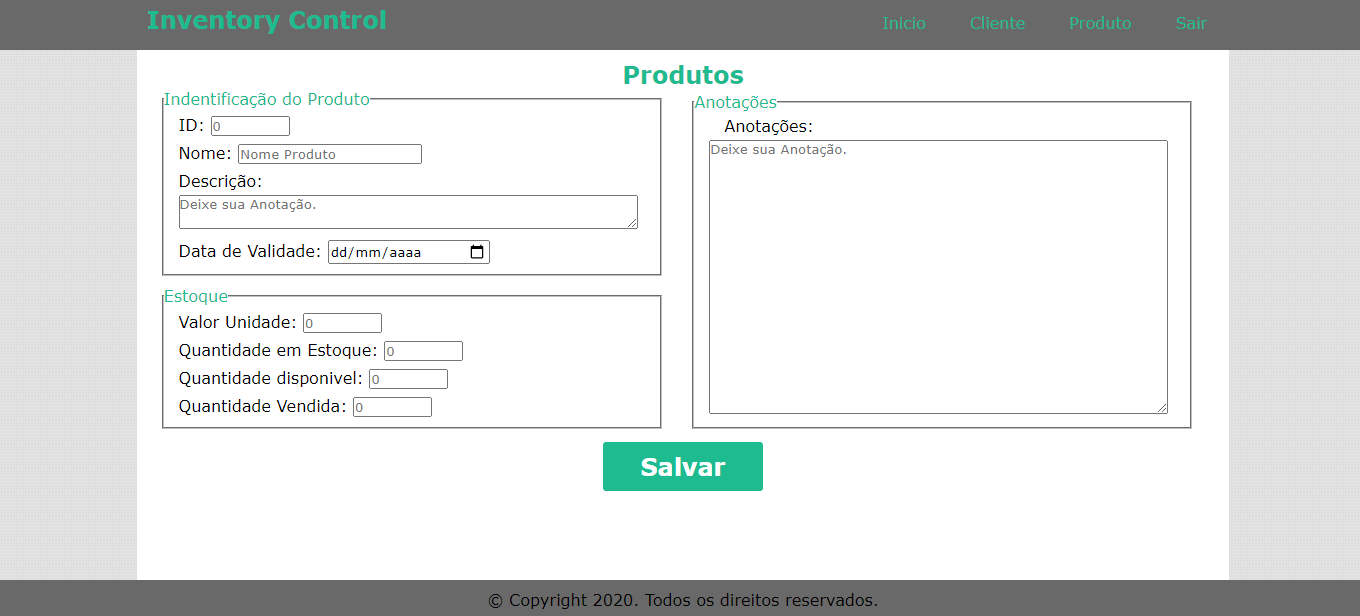 Inventory Control
Inicio Cliente Produto Sair
Produtos
Indentificação do Produto
ID: 0
Nome: Nome Produto
Descrição:
Deixe sua Anotação.
Data de Validade: dd/mm/aaaa
Estoque
Valor Unidade: 0
Quantidade em Estoque: 0
Quantidade disponivel: 0
Quantidade Vendida: 0
Anotações
Anotações:
Deixe sua Anotação.
Salvar
© Copyright 2020. Todos os direitos reservados.